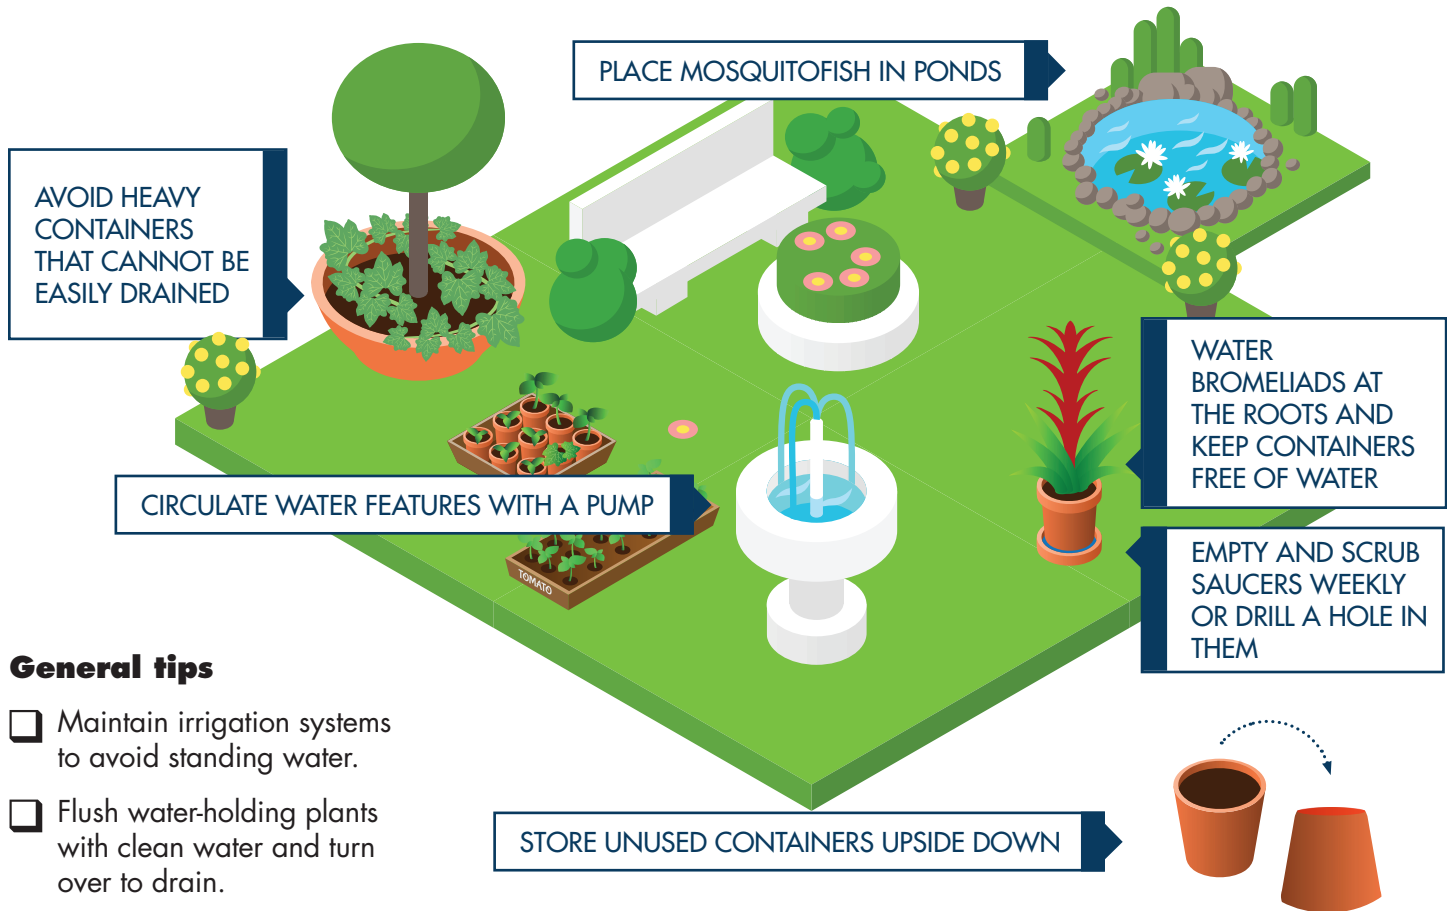 PLACE MOSQUITOFISH IN PONDS
AVOID HEAVY
CONTAINERS
THAT CANNOT BE
EASILY DRAINED
WATER
BROMELIADS AT
THE ROOTS AND
KEEP CONTAINERS
FREE OF WATER
CIRCULATE WATER FEATURES WITH A PUMP
TOMATO
EMPTY AND SCRUB
SAUCERS WEEKLY
OR DRILL A HOLE IN
THEM
General tips
Maintain irrigation systems
to avoid standing water.
Flush water-holding plants
with clean water and turn
over to drain.
STORE UNUSED CONTAINERS UPSIDE DOWN